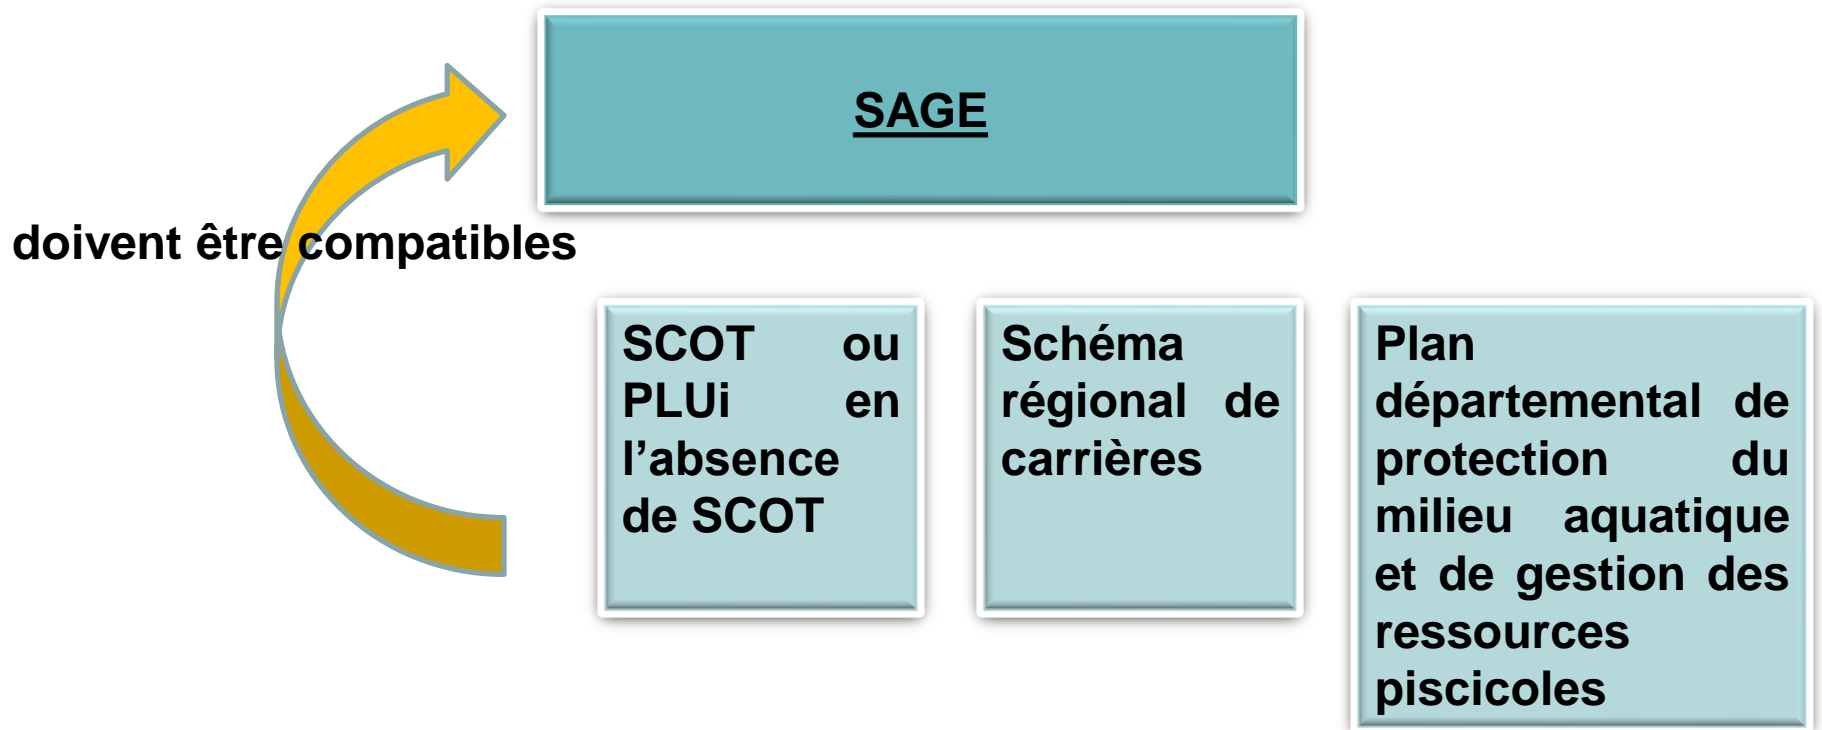 SAGE
doivent être compatibles
SCOT ou
PLUi en
l’absence
de SCOT
Schéma
régional de
carrières
Plan
départemental de
protection du
milieu aquatique
et de gestion des
ressources
piscicoles